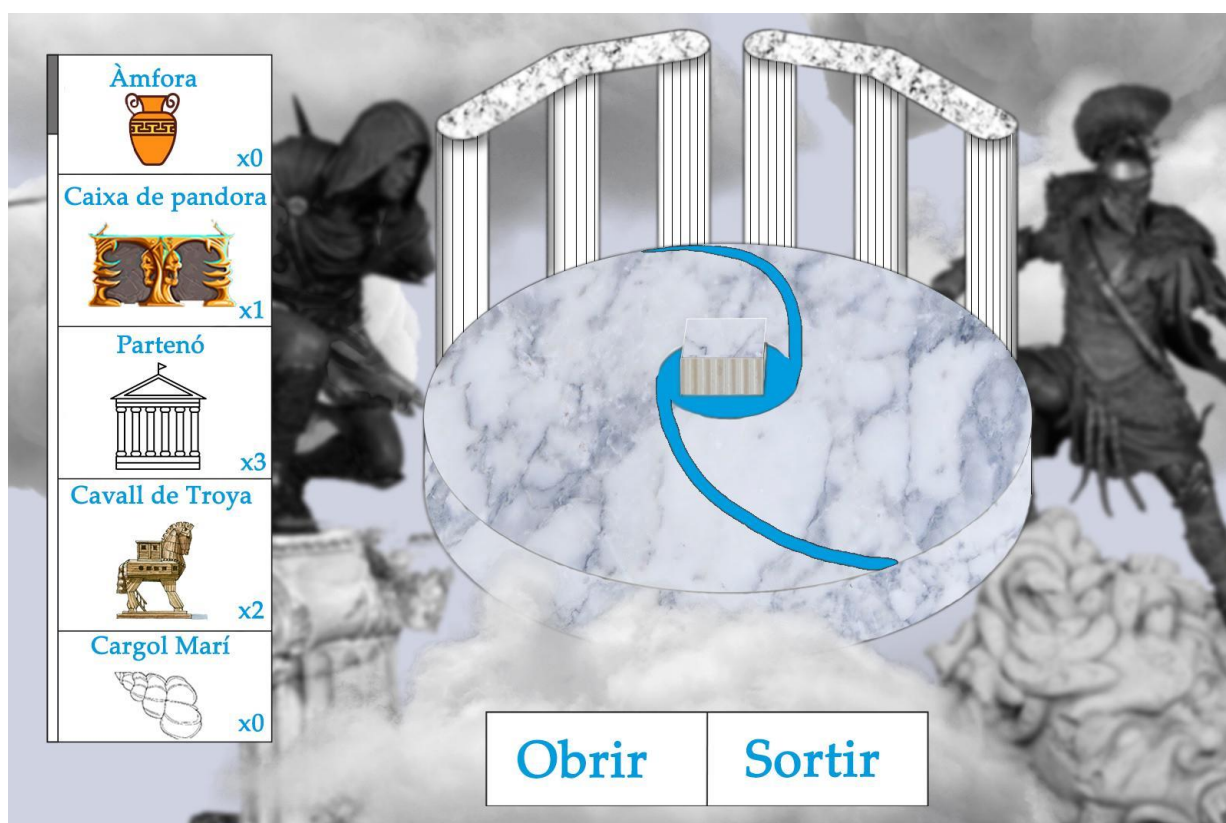 Àmfora
x0
Caixa de pandora
x1
Partenó
x3
Cavall de Troya
x2
Cargol Marí
x0
Obrir
Sortir